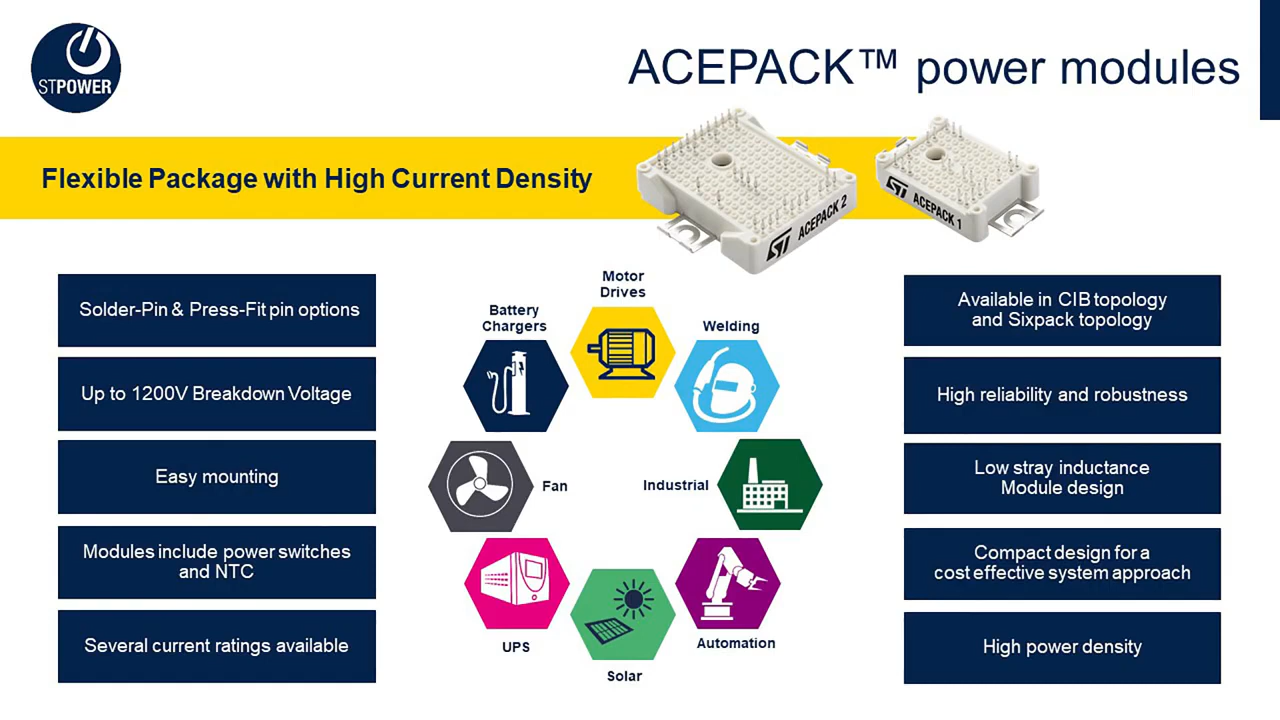 STPOWER
ACEPACK™ power modules
Flexible Package with High Current Density
ST ACEPACK 2
ST ACEPACK 1
Solder-Pin & Press-Fit pin options
Up to 1200V Breakdown Voltage
Easy mounting
Modules include power switches
and NTC
Several current ratings available
Motor
Drives
Battery
Chargers
Welding
Fan
Industrial
UPS
Automation
Solar
Available in CIB topology
and Sixpack topology
High reliability and robustness
Low stray inductance
Module design
Compact design for a
cost effective system approach
High power density